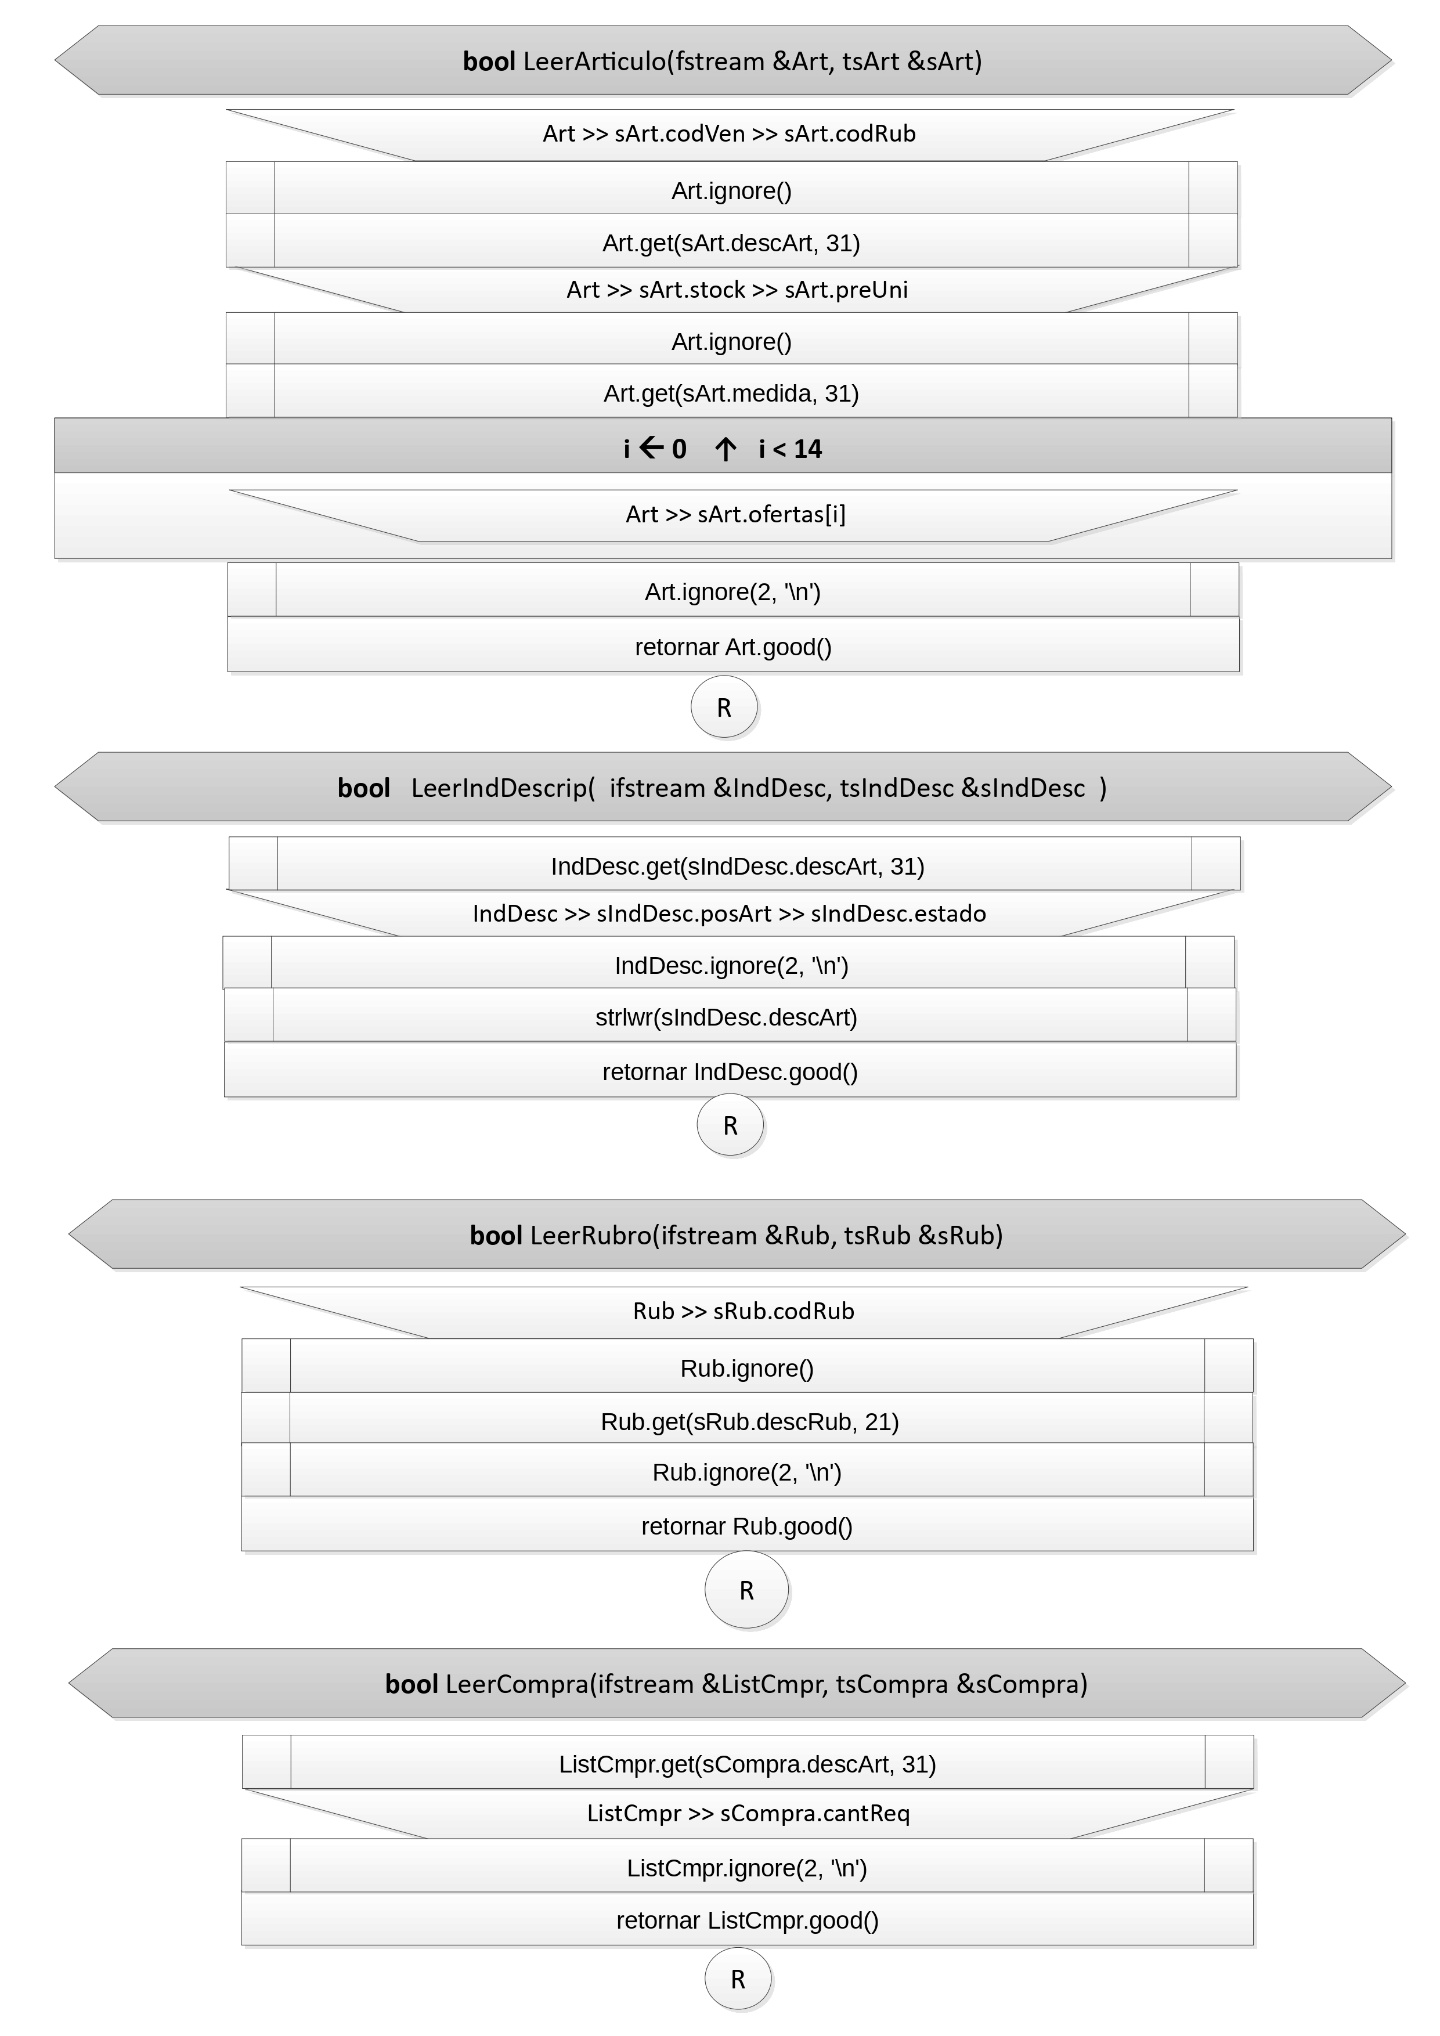 bool LeerArticulo(fstream &Art, tsArt &sArt)
Art >> sArt.codVen >> sArt.codRub
Art.ignore()
Art.get(sArt.descArt, 31)
Art >> sArt.stock >> sArt.preUni
Art.ignore()
Art.get(sArt.medida, 31)
i ← 0 ↑ i < 14
Art >> sArt.ofertas[i]
Art.ignore(2, '\n')
retornar Art.good()
R
bool LeerIndDescrip( ifstream &IndDesc, tsIndDesc &sIndDesc )
IndDesc.get(sIndDesc.descArt, 31)
IndDesc >> sIndDesc.posArt >> sIndDesc.estado
IndDesc.ignore(2, '\n')
strlwr(sIndDesc.descArt)
retornar IndDesc.good()
R
bool LeerRubro(ifstream &Rub, tsRub &sRub)
Rub >> sRub.codRub
Rub.ignore()
Rub.get(sRub.descRub, 21)
Rub.ignore(2, '\n')
retornar Rub.good()
R
bool LeerCompra(ifstream &ListCmpr, tsCompra &sCompra)
ListCmpr.get(sCompra.descArt, 31)
ListCmpr >> sCompra.cantReq
ListCmpr.ignore(2, '\n')
retornar ListCmpr.good()
R